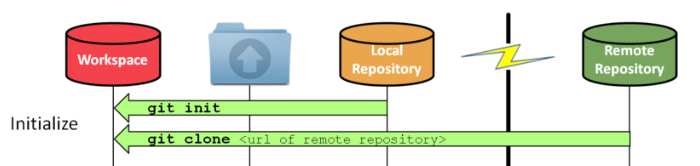 Workspace
Local
Repository
Remote
Repository
Initialize
git init
git clone <url of remote repository>